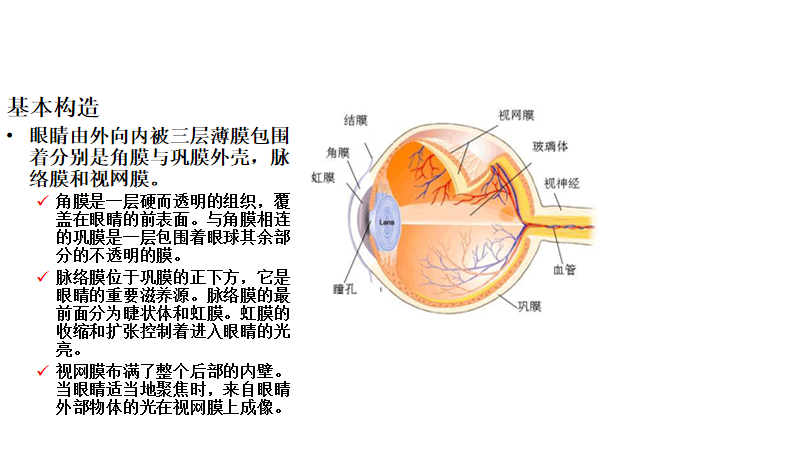 基本构造
• 眼睛由外向内被三层薄膜包围
着分别是角膜与巩膜外壳，脉
络膜和视网膜。
✓ 角膜是一层硬而透明的组织，覆
盖在眼睛的前表面。与角膜相连
的巩膜是一层包围着眼球其余部
分的不透明的膜。
✓ 脉络膜位于巩膜的正下方，它是
眼睛的重要滋养源。脉络膜的最
前面分为睫状体和虹膜。虹膜的
收缩和扩张控制着进入眼睛的光
亮。
✓ 视网膜布满了整个后部的内壁。
当眼睛适当地聚焦时，来自眼睛
外部物体的光在视网膜上成像。
结膜
视网膜
角膜
玻璃体
虹膜
视神经
Lens
血管
瞳孔
巩膜